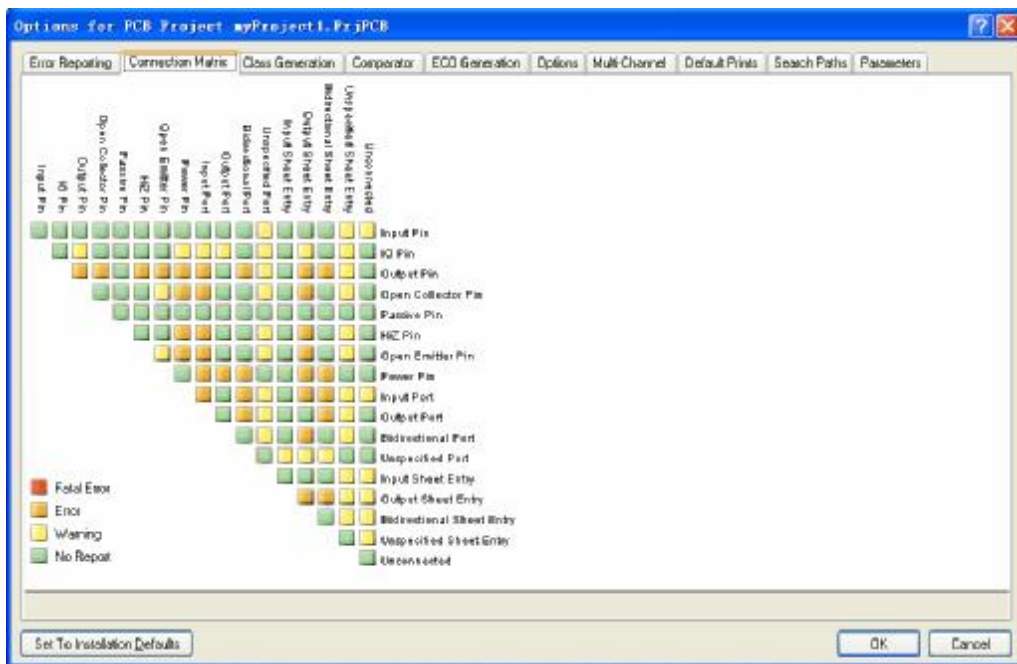 Options for PCB Project myProject1.PrjPCB
Error Reporting Connection Matrix Class Generation Comparator ECO Generation Options Multi-Channel Default Prints Search Paths Parameters
Input Pin
IO Pin
Output Pin
Open Collector Pin
Passive Pin
HiZ Pin
Open Emitter Pin
Power Pin
Input Port
Output Port
Bidirectional Port
Unspecified Port
Input Sheet Entry
Output Sheet Entry
Bidirectional Sheet Entry
Unspecified Sheet Entry
Unconnected
Input Pin
IO Pin
Output Pin
Open Collector Pin
Passive Pin
HiZ Pin
Open Emitter Pin
Power Pin
Input Port
Output Port
Bidirectional Port
Unspecified Port
Input Sheet Entry
Output Sheet Entry
Bidirectional Sheet Entry
Unspecified Sheet Entry
Unconnected
Fatal Error
Error
Warning
No Report
Set To Installation Defaults
OK
Cancel